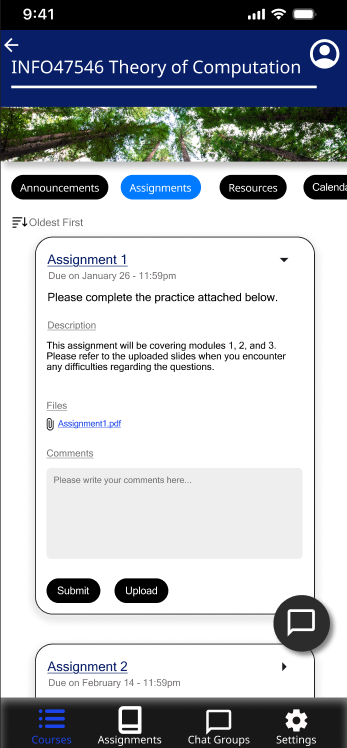 9:41
INFO47546 Theory of Computation
Announcements
Assignments
Resources
Calenda
Oldest First
Assignment 1
Due on January 26 - 11:59pm
Please complete the practice attached below.
Description
This assignment will be covering modules 1, 2, and 3.
Please refer to the uploaded slides when you encounter
any difficulties regarding the questions.
Files
Assignment1.pdf
Comments
Please write your comments here...
Submit
Upload
Assignment 2
Due on February 14 - 11:59pm
Courses
Assignments
Chat Groups
Settings